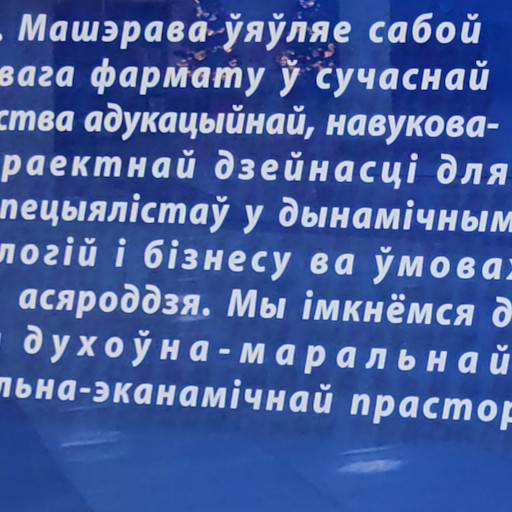 . Машэрава ўяўляе сабой
вага фармату ў сучаснай
ства адукацыйнай, навукова-
раектнай дзейнасці для
пецыялістаў у дынамічным
логій і бізнесу ва ўмовах
асяроддзя. Мы імкнёмся д
духоўна-маральнай
льна-эканамічнай прастор